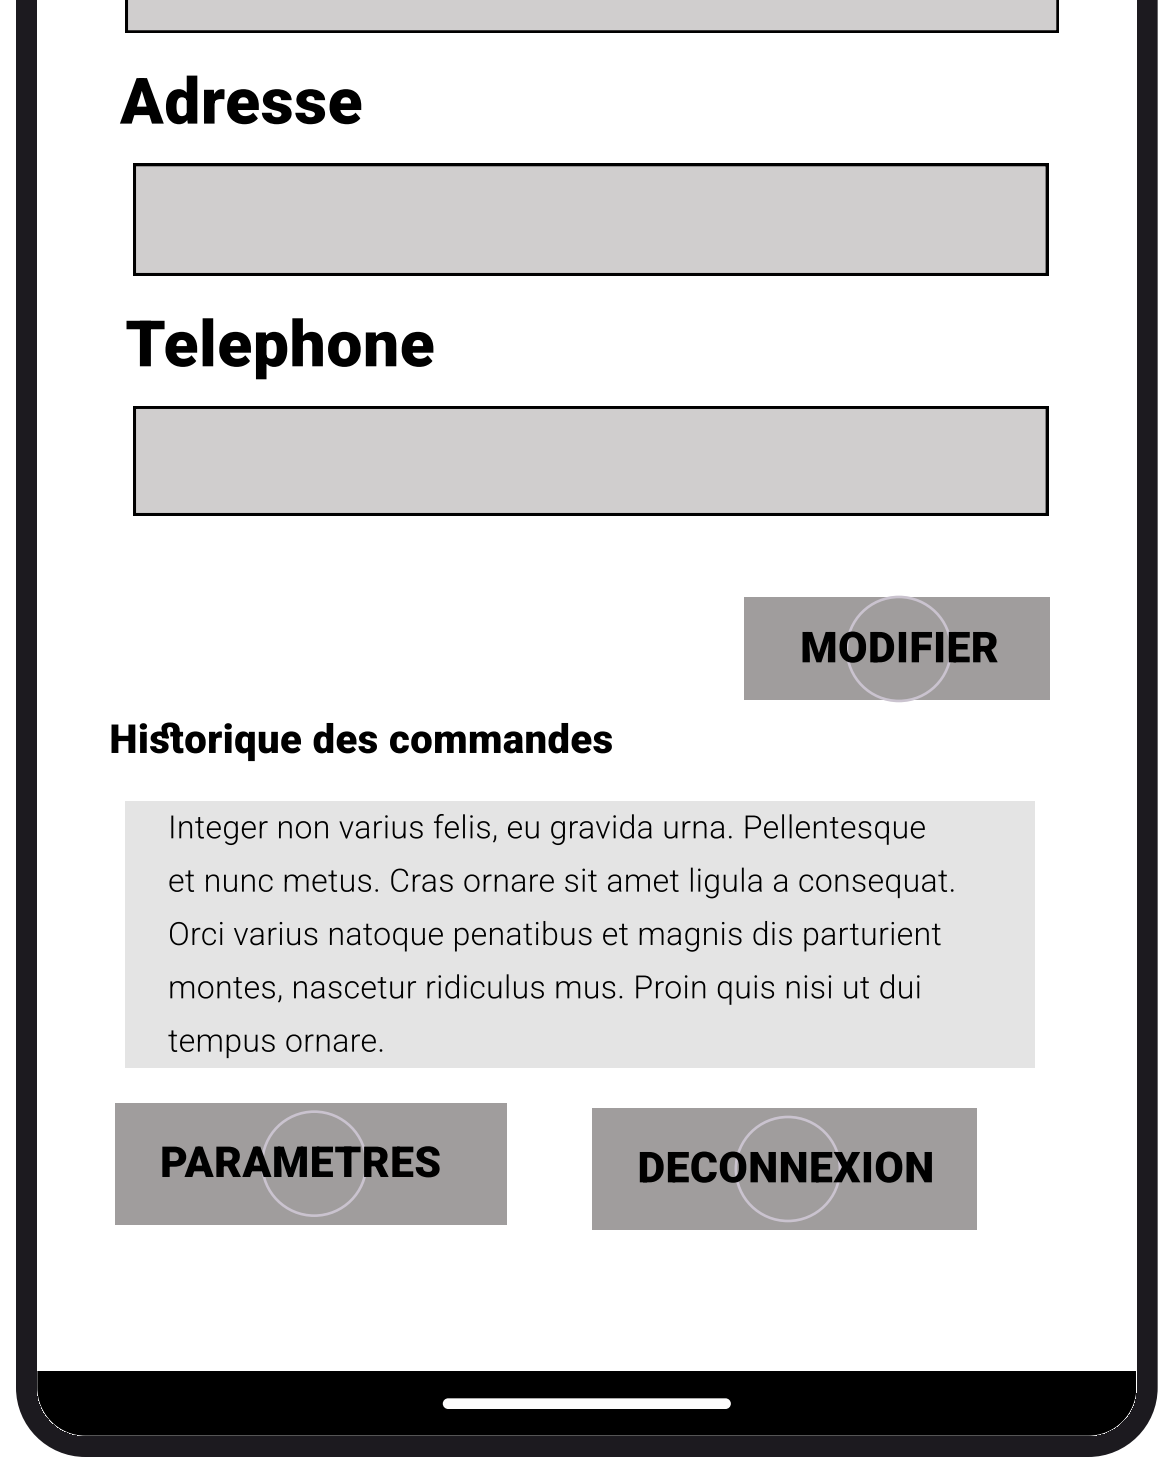 Adresse
Telephone
MODIFIER
Historique des commandes
Integer non varius felis, eu gravida urna. Pellentesque
et nunc metus. Cras ornare sit amet ligula a consequat.
Orci varius natoque penatibus et magnis dis parturient
montes, nascetur ridiculus mus. Proin quis nisi ut dui
tempus ornare.
PARAMETRES
DECONNEXION